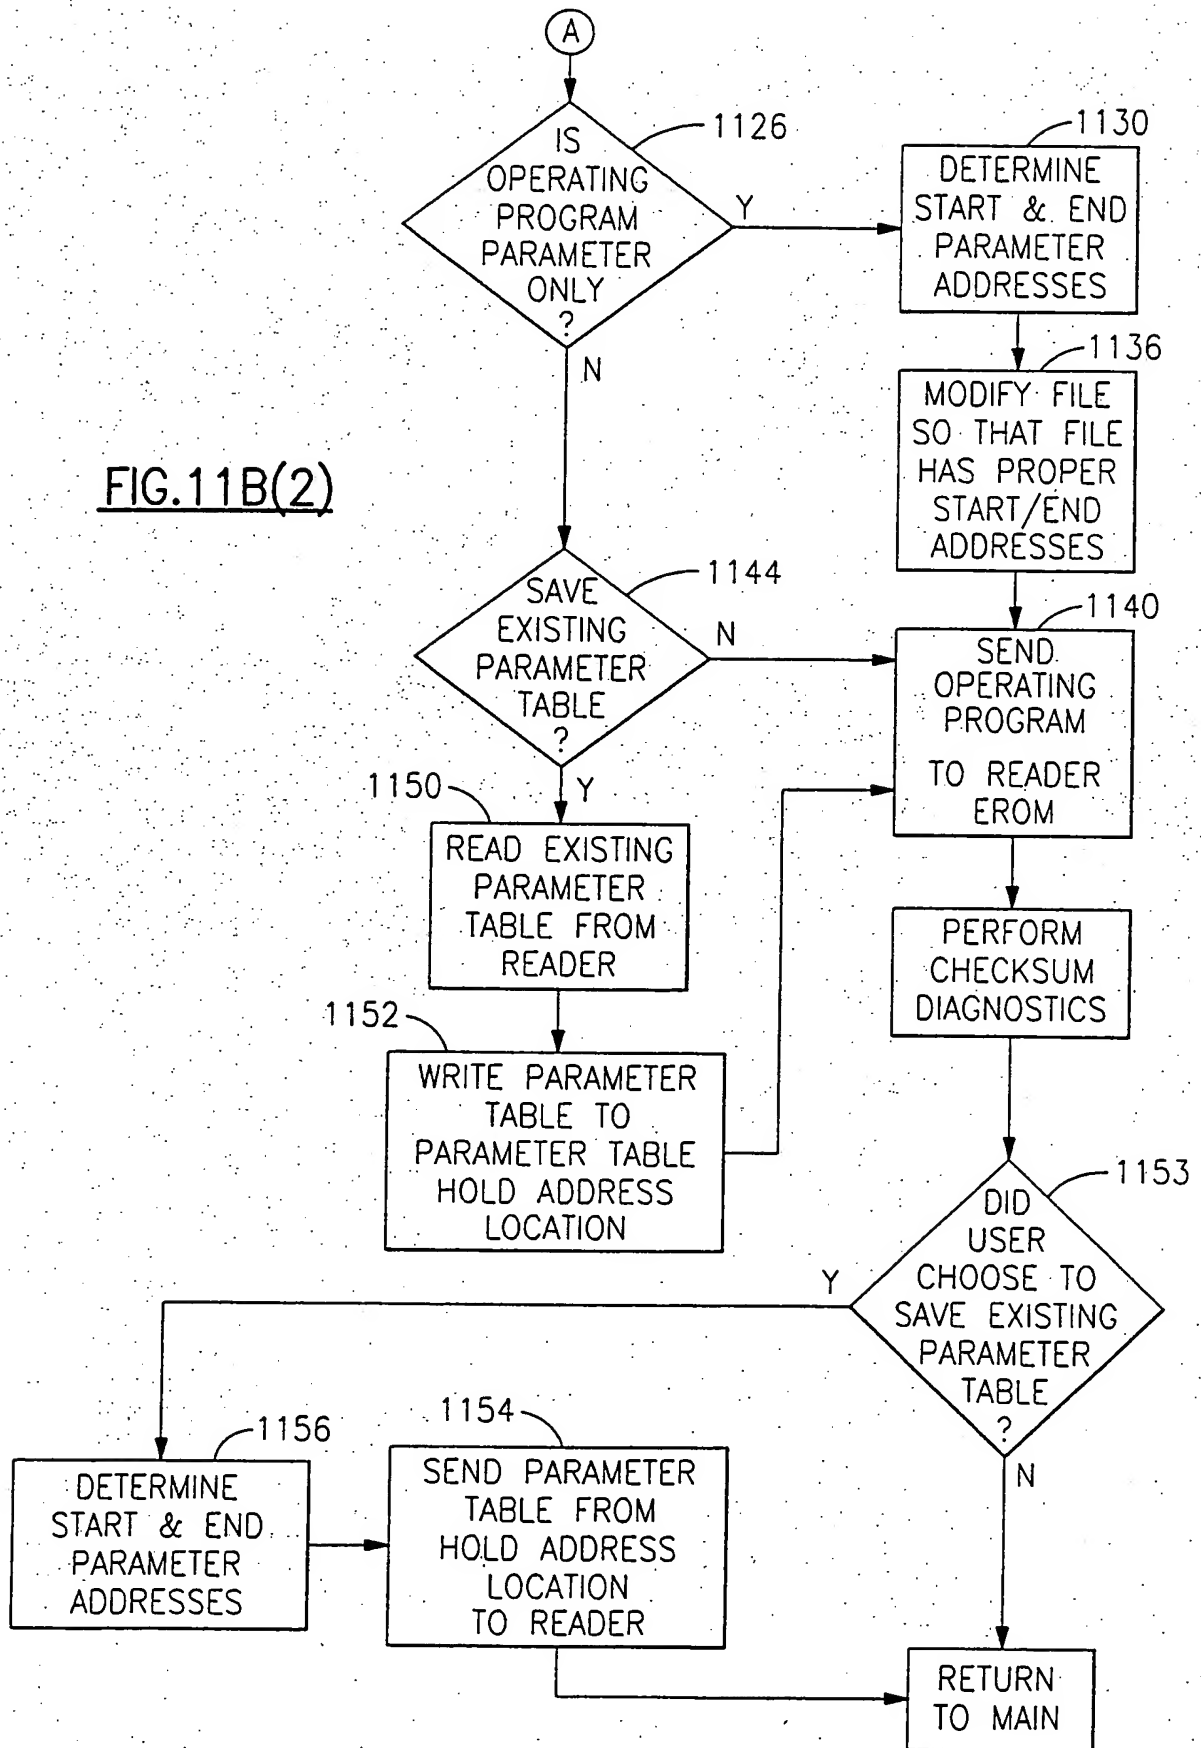 A
IS
OPERATING
PROGRAM
PARAMETER
ONLY
?
1126
Y
N
1130
DETERMINE
START & END
PARAMETER
ADDRESSES
1136
MODIFY FILE
SO THAT FILE
HAS PROPER
START/END
ADDRESSES
FIG.11B(2)
SAVE
EXISTING
PARAMETER
TABLE
?
1144
N
Y
1140
SEND
OPERATING
PROGRAM
TO READER
EROM
1150
READ EXISTING
PARAMETER
TABLE FROM
READER
PERFORM
CHECKSUM
DIAGNOSTICS
1152
WRITE PARAMETER
TABLE TO
PARAMETER TABLE
HOLD ADDRESS
LOCATION
1153
DID
USER
CHOOSE TO
SAVE EXISTING
PARAMETER
TABLE
?
Y
N
1156
DETERMINE
START & END
PARAMETER
ADDRESSES
1154
SEND PARAMETER
TABLE FROM
HOLD ADDRESS
LOCATION
TO READER
RETURN
TO MAIN